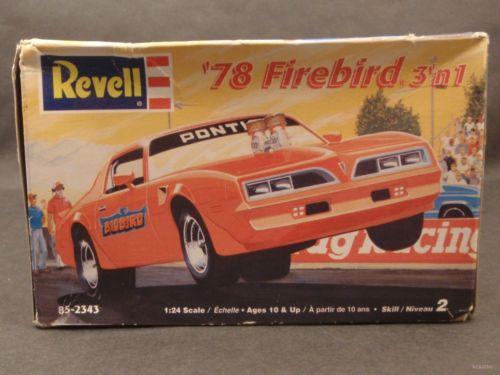 Revell
'78 Firebird 3'n1
PONTI
BIGBIRD
ag Racing
85-2343
1:24 Scale / Échelle • Ages 10 & Up / À partir de 10 ans • Skill / Niveau 2